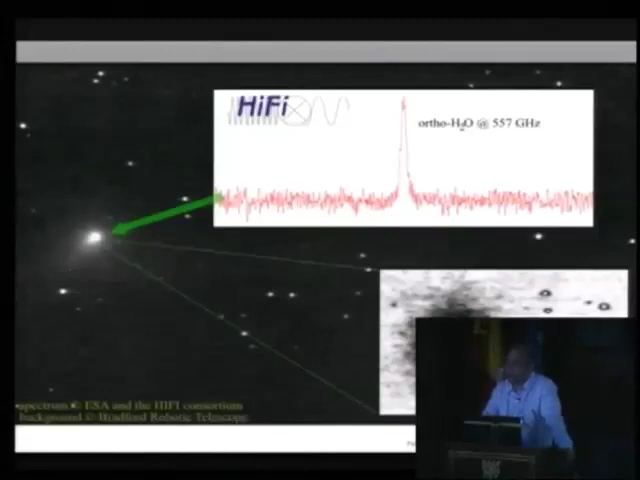 HiFi
ortho-H2O @ 557 GHz
spectrum © ESA and the HIFI consortium
background © Bradford Robotic Telescope